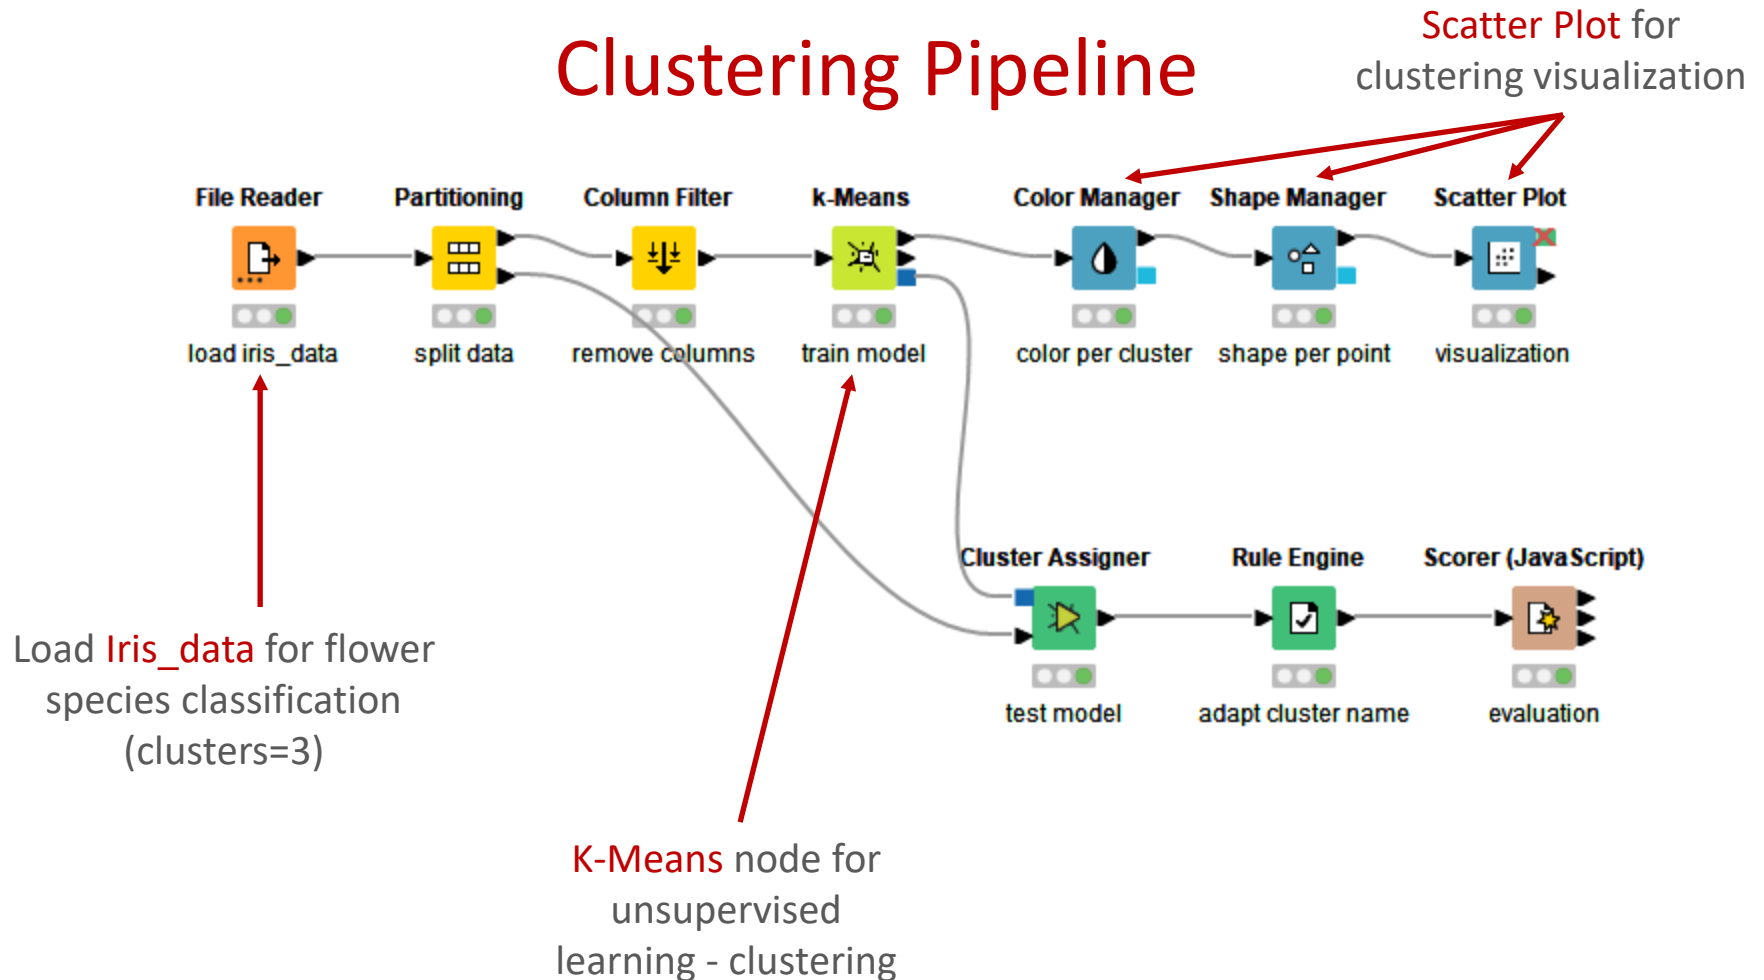 Clustering Pipeline
Scatter Plot for
clustering visualization
File Reader
Partitioning
Column Filter
k-Means
Color Manager
Shape Manager
Scatter Plot
load iris_data
split data
remove columns
train model
color per cluster
shape per point
visualization
Cluster Assigner
Rule Engine
Scorer (JavaScript)
test model
adapt cluster name
evaluation
Load Iris_data for flower
species classification
(clusters=3)
K-Means node for
unsupervised
learning - clustering